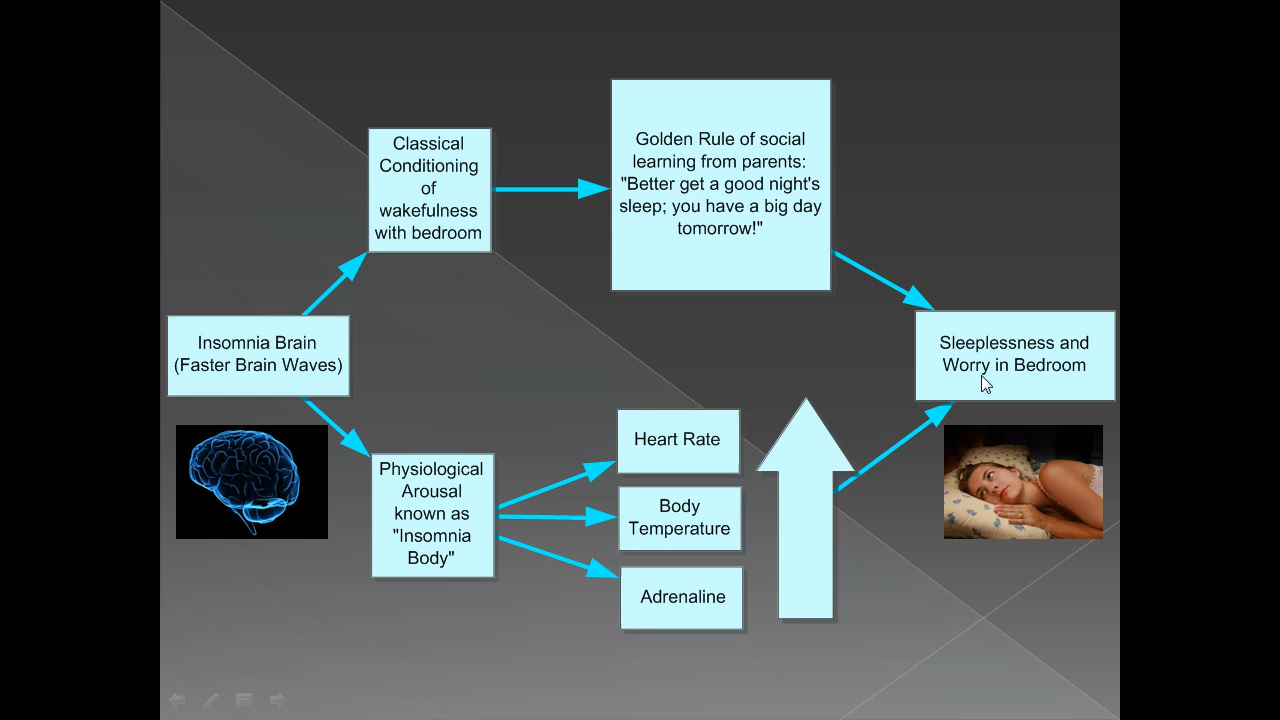 Classical
Conditioning
of
wakefulness
with bedroom
Golden Rule of social
learning from parents:
"Better get a good night's
sleep; you have a big day
tomorrow!"
Insomnia Brain
(Faster Brain Waves)
Sleeplessness and
Worry in Bedroom
Physiological
Arousal
known as
"Insomnia
Body"
Heart Rate
Body
Temperature
Adrenaline